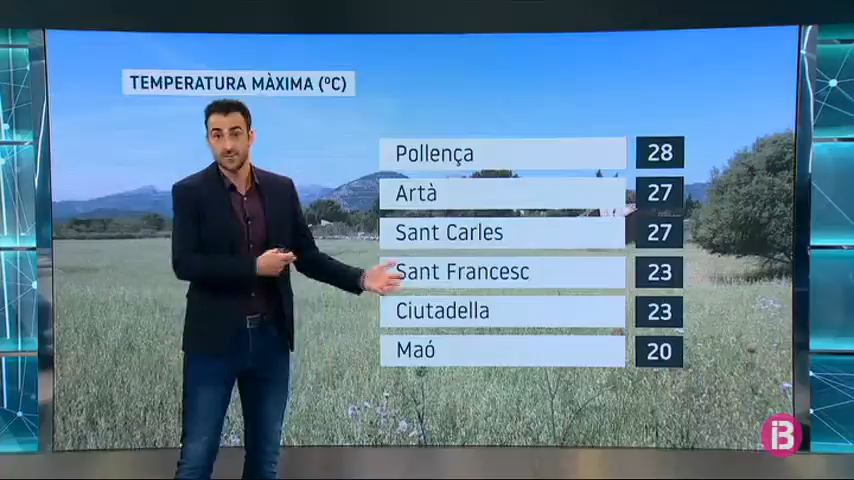 TEMPERATURA MÀXIMA (ºC)
Pollença 28
Artà 27
Sant Carles 27
Sant Francesc 23
Ciutadella 23
Maó 20
iB